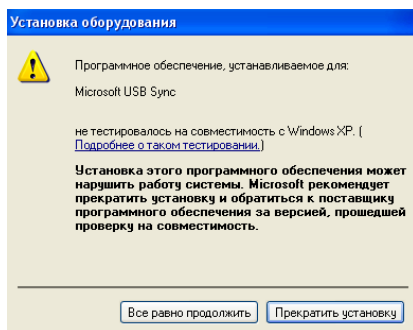 Установка оборудования
Программное обеспечение, устанавливаемое для:
Microsoft USB Sync
не тестировалось на совместимость с Windows XP. (
Подробнее о таком тестировании.)
Установка этого программного обеспечения может
нарушить работу системы. Microsoft рекомендует
прекратить установку и обратиться к поставщику
программного обеспечения за версией, прошедшей
проверку на совместимость.
Все равно продолжить
Прекратить установку